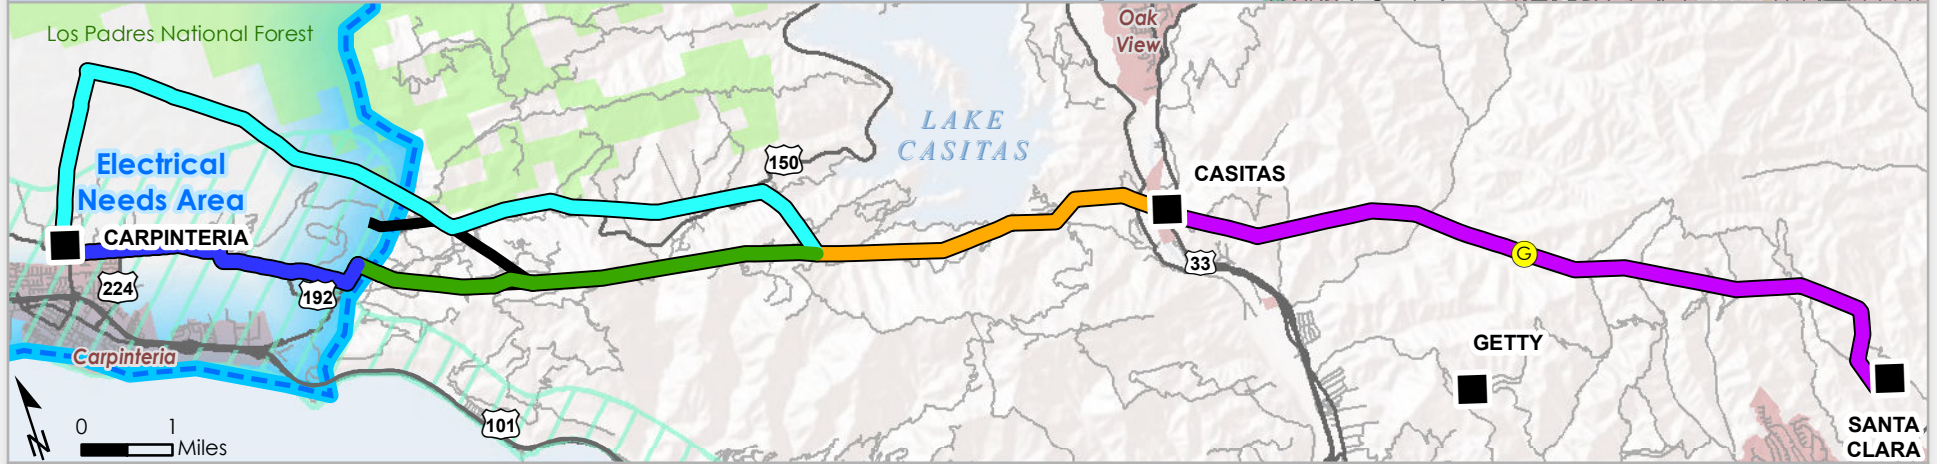 Los Padres National Forest
Oak
View
LAKE
CASITAS
150
Electrical
Needs Area
CASITAS
CARPINTERIA
G
33
224
192
GETTY
Carpinteria
N
0 1
Miles
101
SANTA
CLARA